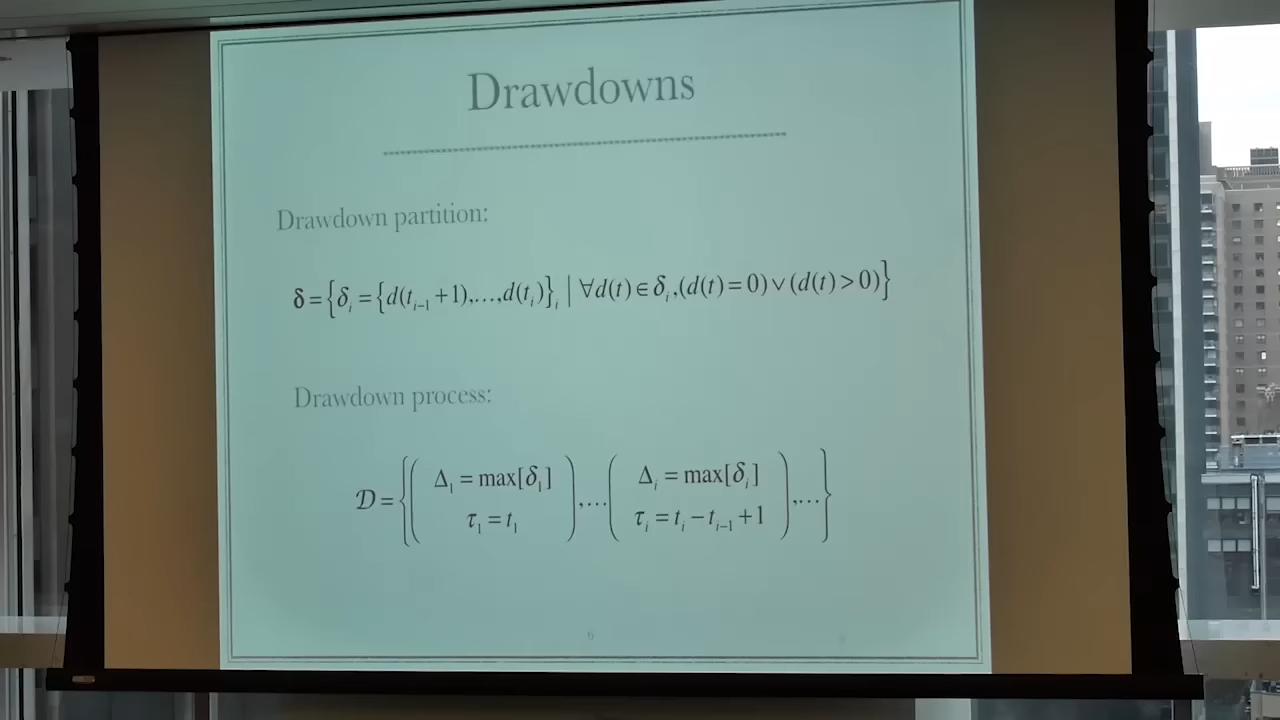 Drawdowns
Drawdown partition:
δ={δ_i={d(t_{i-1}+1),...,d(t_i)}_i | ∀d(t)∈δ_i,(d(t)=0)∨(d(t)>0)}
Drawdown process:
𝒟={(Δ_1=max[δ_1] τ_1=t_1),...(Δ_i=max[δ_i] τ_i=t_i−t_{i-1}+1),...}
6